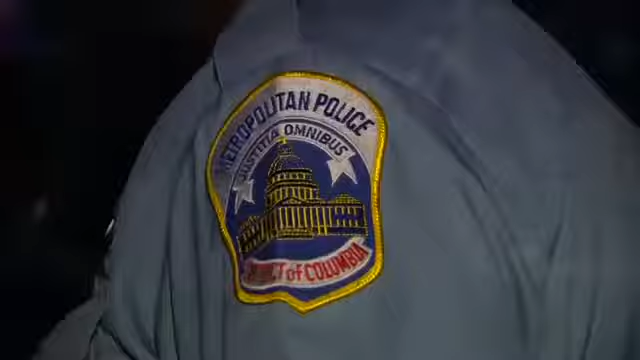 METROPOLITAN POLICE
JUSTITIA OMNIBUS
DISTRICT of COLUMBIA